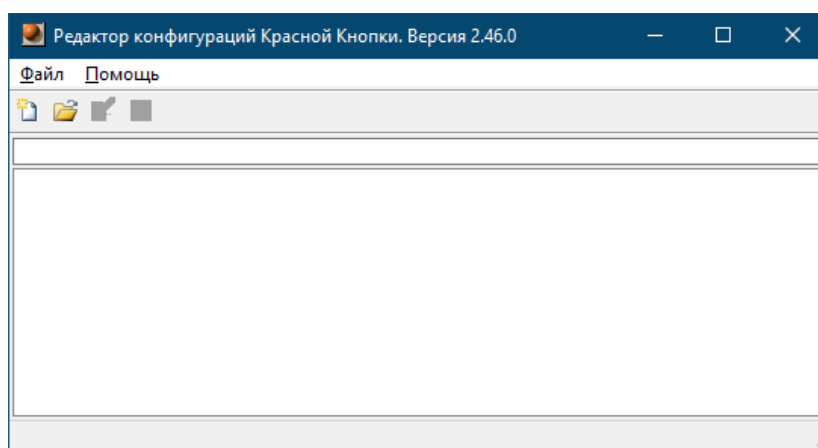 Редактор конфигураций Красной Кнопки. Версия 2.46.0
Файл Помощь